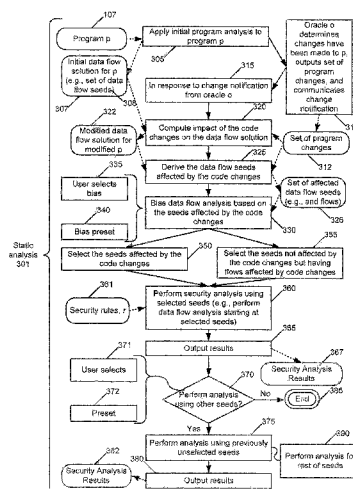 107
Program p
Apply initial program analysis to
program p
305
Oracle o
determines
changes have
been made to p,
outputs set of
program changes,
and
communicates
change
notification
Initial data flow
solution for p
(e.g., set of data
flow seeds)
307
308
315
In response to change notification
from oracle o
322
320
Modified data
flow solution for
modified p
Compute impact of the code
changes on the data flow solution
Set of program
changes
312
335
325
User selects
bias
Derive the data flow seeds
affected by the code changes
340
Bias preset
Bias data flow analysis based on
the seeds affected by the code
changes
Set of affected
data flow seeds
(e.g., and flows)
326
330
350
355
Static
analysis
301
Select the seeds affected by the
code changes
Select the seeds not affected by
the code changes but having
flows affected by code changes
361
360
Security rules, r
Perform security analysis using
selected seeds (e.g., perform
data flow analysis starting at
selected seeds)
365
371
Output results
367
User selects
370
Security Analysis
Results
372
Perform analysis
using other seeds?
No
End
385
Preset
Yes
375
390
382
Perform analysis using previously
unselected seeds
Perform analysis for
rest of seeds
Security Analysis
Results
380
Output results